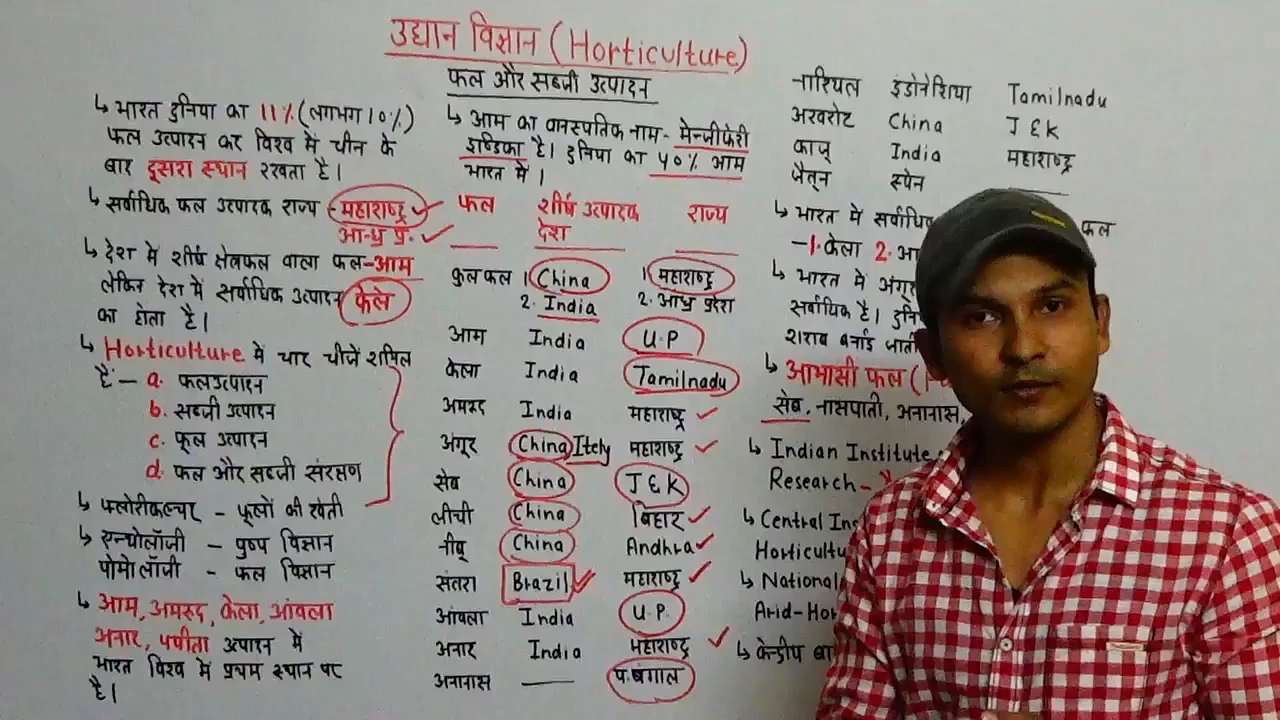 उद्यान विज्ञान (Horticulture)
फल और सब्जी उत्पादन
↳ भारत दुनिया का 11% (लगभग 10%)
फल उत्पादन कर विश्व में चीन के
बाद दूसरा स्थान रखता है।
↳ सर्वाधिक फल उत्पादक राज्य - महाराष्ट्र
आन्ध्र प्र.
↳ देश में शीर्ष क्षेत्रफल वाला फल - आम
लेकिन देश में सर्वाधिक उत्पादन केले
का होता है।
↳ Horticulture में चार चीजें शामिल
हैं - a. फलउत्पादन
b. सब्जी उत्पादन
c. फूल उत्पादन
d. फल और सब्जी संरक्षण
↳ फ्लोरीकल्चर - फूलों की खेती
↳ एन्थोलॉजी - पुष्प विज्ञान
पोमोलॉजी - फल विज्ञान
↳ आम, अमरूद, केला, आंवला
अनार, पपीता उत्पादन में
भारत विश्व में प्रथम स्थान पर
है।
↳ आम का वानस्पतिक नाम - मेन्जीफेरी
इण्डिका है। दुनिया का 40% आम
भारत में।
फल शीर्ष उत्पादक राज्य
देश
कुल फल 1. China 1. महाराष्ट्र
2. India 2. आंध्र प्रदेश
आम India U.P
केला India Tamilnadu
अमरूद India महाराष्ट्र
अंगूर China Itely महाराष्ट्र
सेब China J & K
लीची China बिहार
नींबू China Andhra
संतरा Brazil महाराष्ट्र
आंवला India U.P.
अनार India महाराष्ट्र
अनानास — प. बंगाल
नारियल इंडोनेशिया Tamilnadu
अखरोट China J & K
काजू India महाराष्ट्र
जैतून स्पेन —
↳ भारत में सर्वाधिक फल
- 1. केला 2.
↳ भारत में अंगूर
सर्वाधिक है।
शराब बनाई
↳ आभासी फल (
सेब, नासपाती, अनानास,
↳ Indian Institute
Research -
↳ Central
Horticultu
↳ National
Arid-Hor
↳ केन्द्रीय